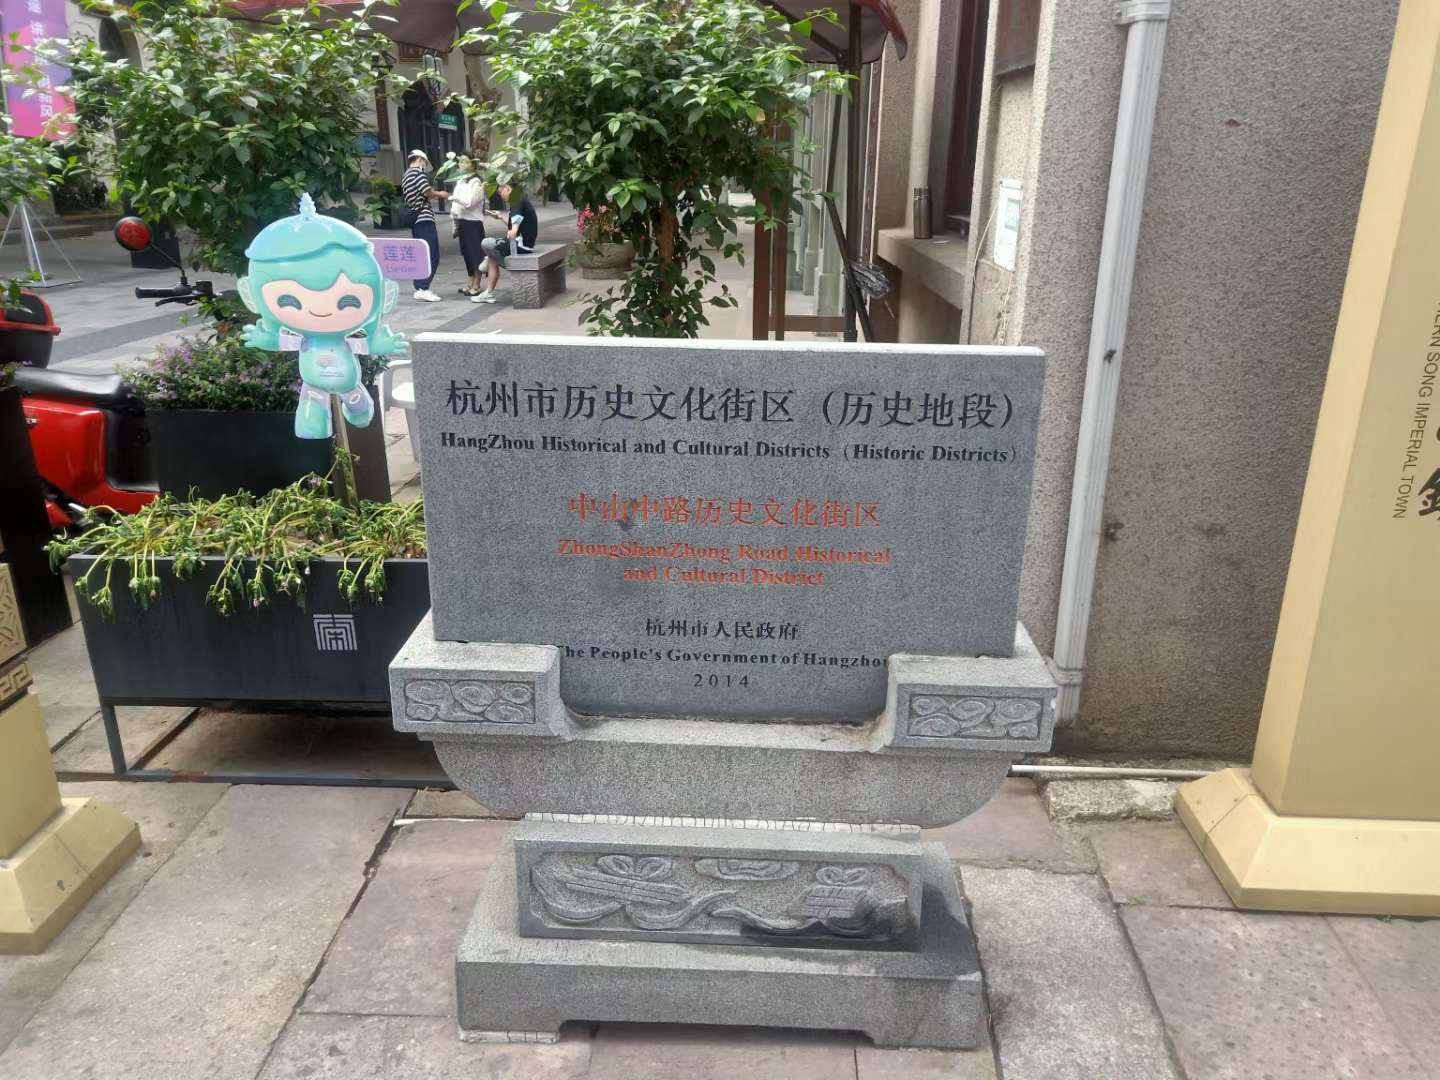 杭州市历史文化街区（历史地段）
HangZhou Historical and Cultural Districts（Historic Districts）
中山中路历史文化街区
ZhongShanZhong Road Historical
and Cultural District
杭州市人民政府
The People's Government of Hangzhou
2014
莲莲
Lianlian
SONG IMPERIAL TOWN